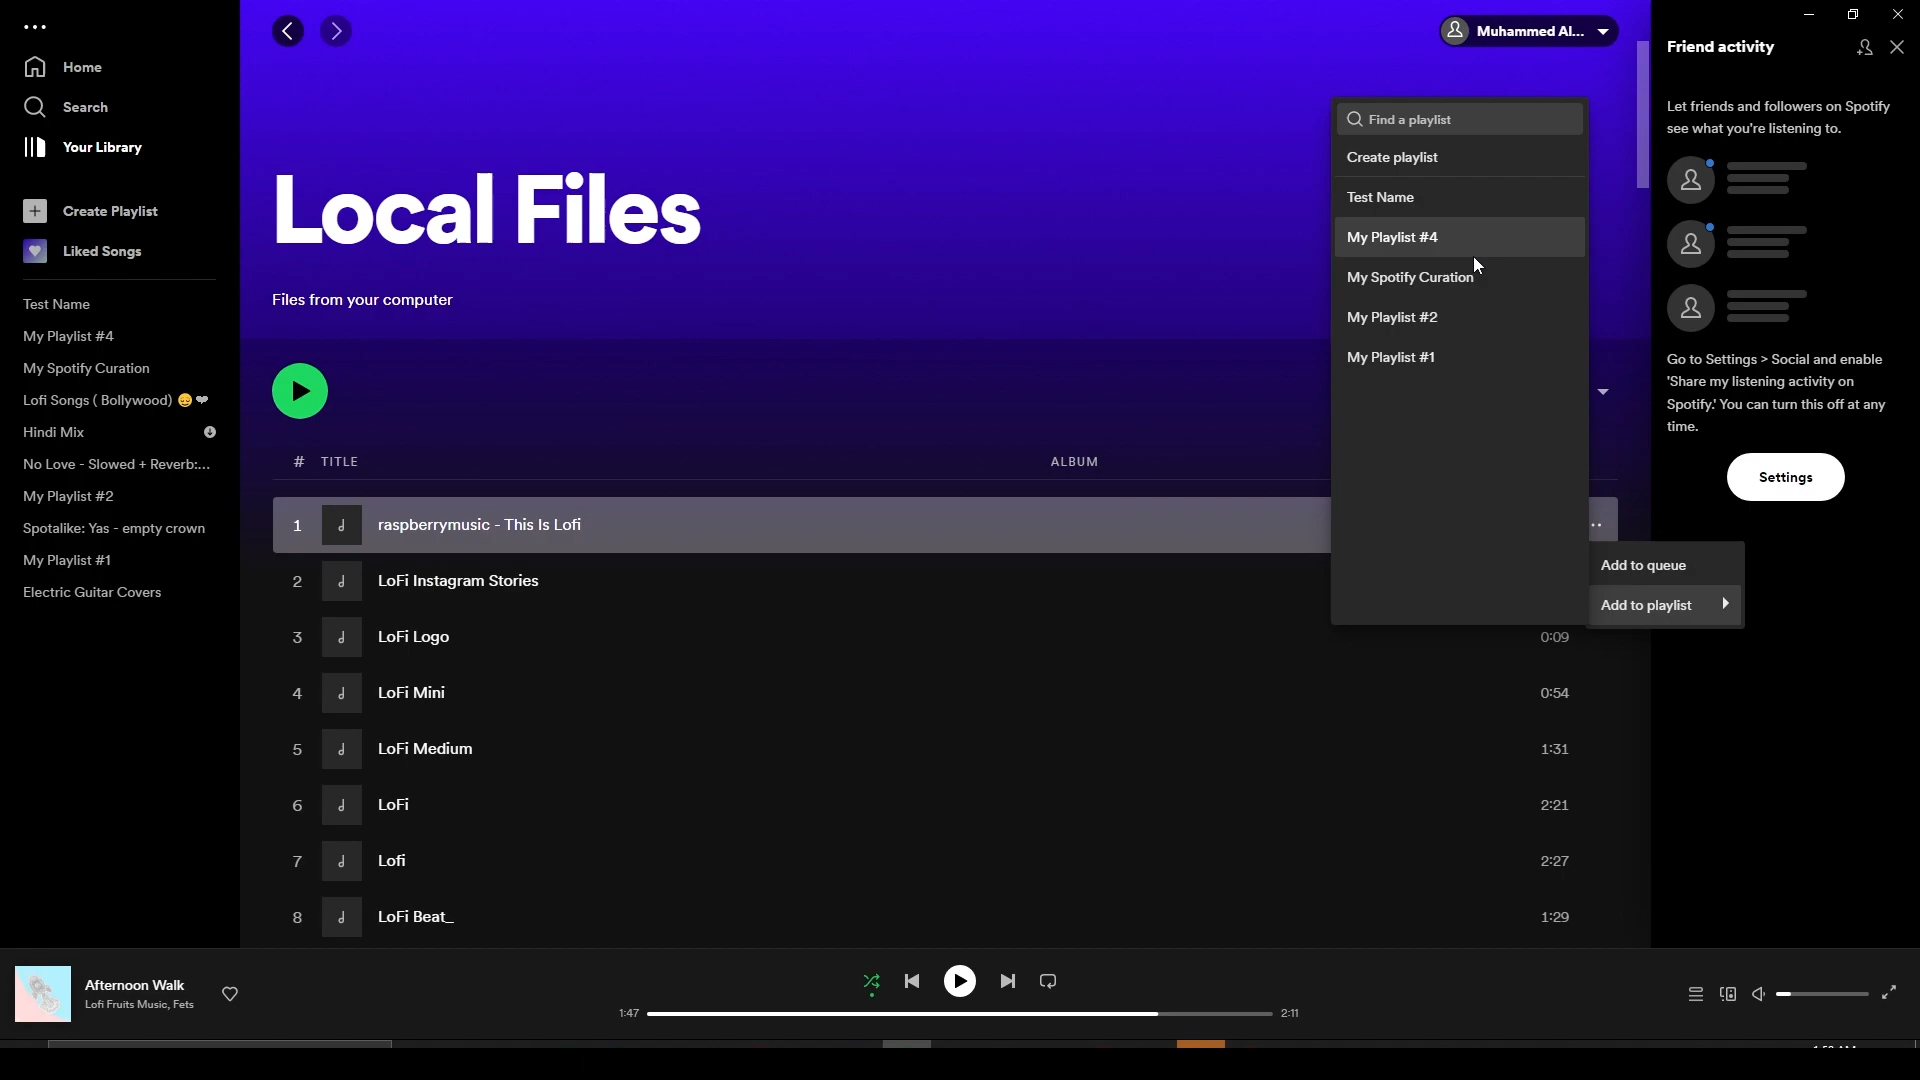 Home
Search
Your Library
Create Playlist
Liked Songs
Test Name
My Playlist #4
My Spotify Curation
Lofi Songs ( Bollywood) 😌❤
Hindi Mix
No Love - Slowed + Reverb:...
My Playlist #2
Spotalike: Yas - empty crown
My Playlist #1
Electric Guitar Covers
Muhammed Al...
Local Files
Files from your computer
# TITLE ALBUM
1 raspberrymusic - This Is Lofi
2 LoFi Instagram Stories
3 LoFi Logo 0:09
4 LoFi Mini 0:54
5 LoFi Medium 1:31
6 LoFi 2:21
7 Lofi 2:27
8 LoFi Beat_ 1:29
Find a playlist
Create playlist
Test Name
My Playlist #4
My Spotify Curation
My Playlist #2
My Playlist #1
Add to queue
Add to playlist
Friend activity
Let friends and followers on Spotify
see what you're listening to.
Go to Settings > Social and enable
'Share my listening activity on
Spotify.' You can turn this off at any
time.
Settings
Afternoon Walk
Lofi Fruits Music, Fets
1:47
2:11